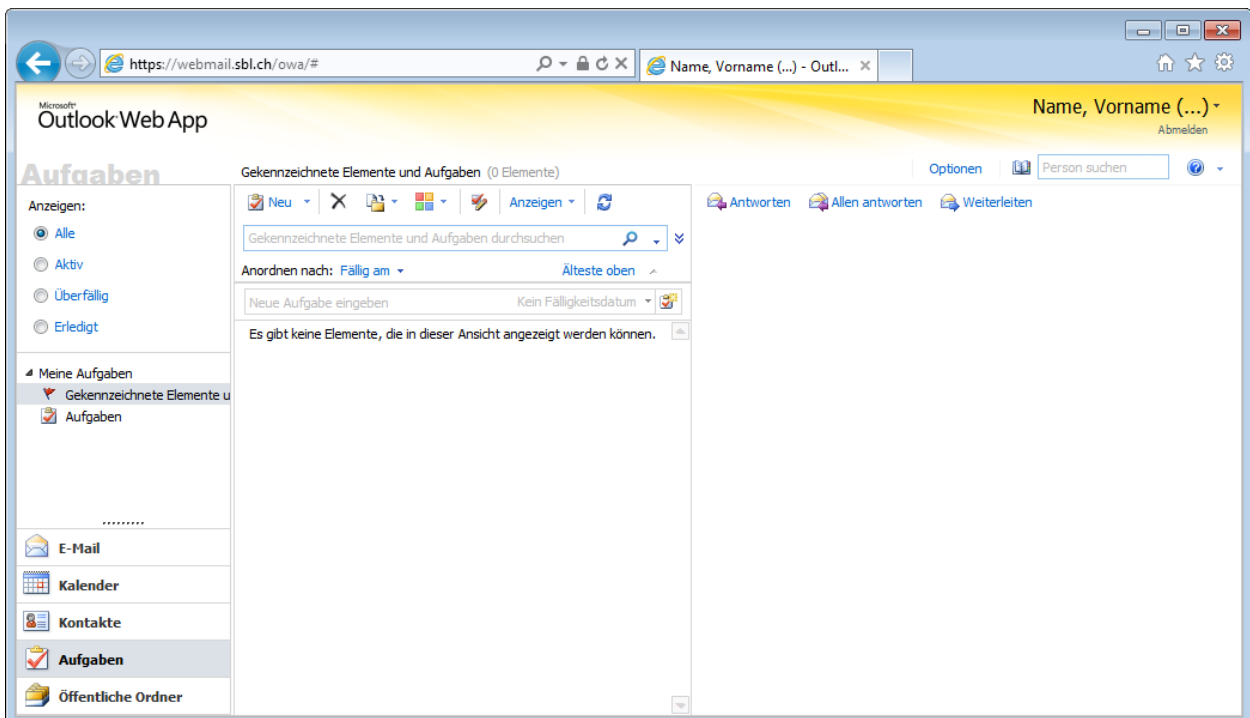 https://webmail.sbl.ch/owa/#
Name, Vorname (...) - Outl...
Microsoft
Outlook Web App
Name, Vorname (...)
Abmelden
Aufgaben
Gekennzeichnete Elemente und Aufgaben (0 Elemente)
Optionen
Person suchen
Anzeigen:
Alle
Aktiv
Überfällig
Erledigt
Meine Aufgaben
Gekennzeichnete Elemente u
Aufgaben
E-Mail
Kalender
Kontakte
Aufgaben
Öffentliche Ordner
Neu
Anzeigen
Gekennzeichnete Elemente und Aufgaben durchsuchen
Anordnen nach: Fällig am
Älteste oben
Neue Aufgabe eingeben
Kein Fälligkeitsdatum
Es gibt keine Elemente, die in dieser Ansicht angezeigt werden können.
Antworten
Allen antworten
Weiterleiten